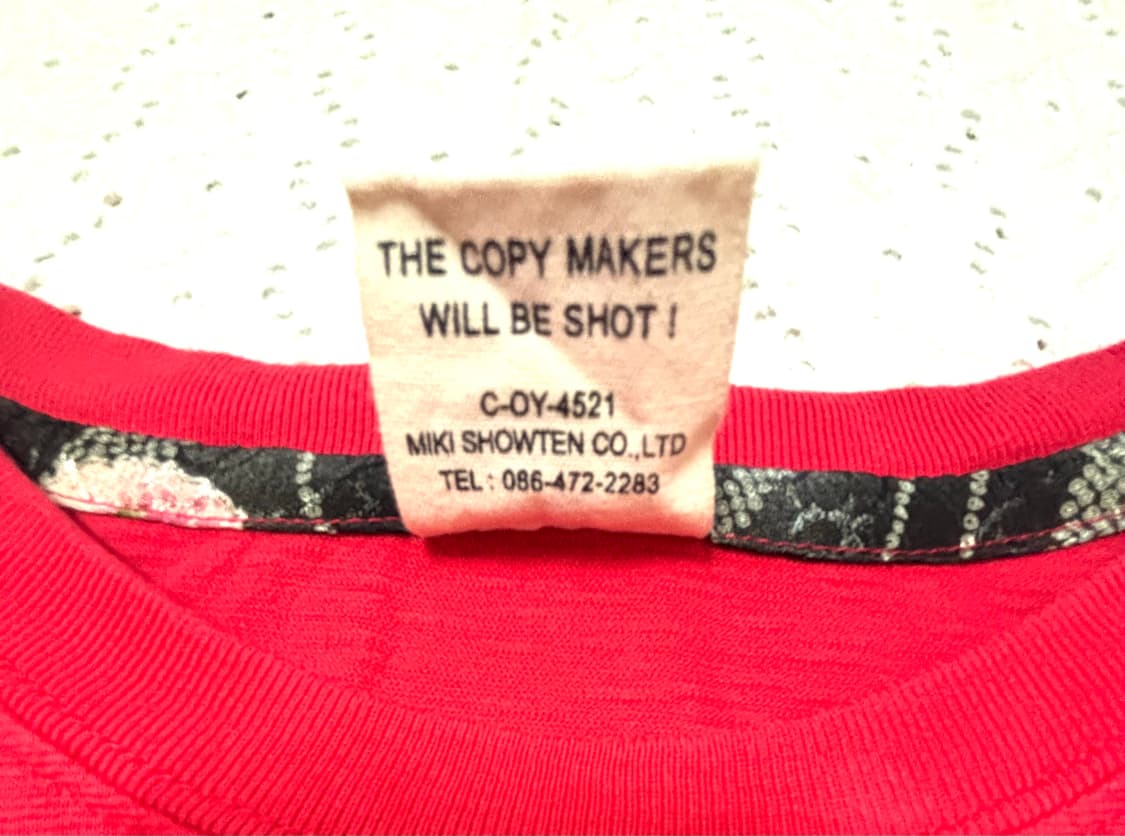 THE COPY MAKERS
WILL BE SHOT !
C-OY-4521
MIKI SHOWTEN CO.,LTD
TEL : 086-472-2283